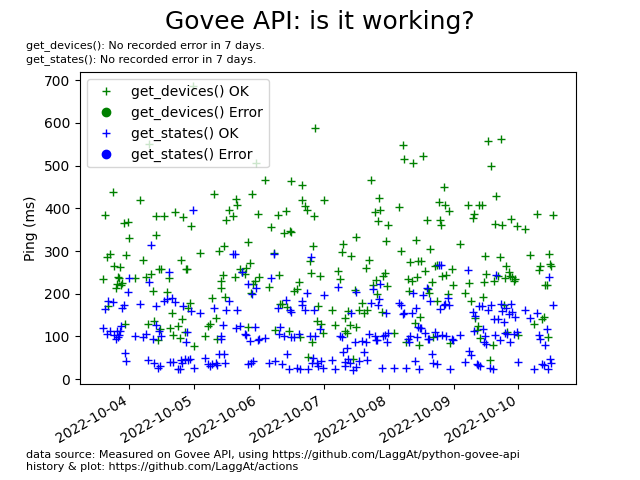 Govee API: is it working?
get_devices(): No recorded error in 7 days.
get_states(): No recorded error in 7 days.
700
600
500
400
300
200
100
0
Ping (ms)
get_devices() OK
get_devices() Error
get_states() OK
get_states() Error
2022-10-04
2022-10-05
2022-10-06
2022-10-07
2022-10-08
2022-10-09
2022-10-10
data source: Measured on Govee API, using https://github.com/LaggAt/python-govee-api
history & plot: https://github.com/LaggAt/actions